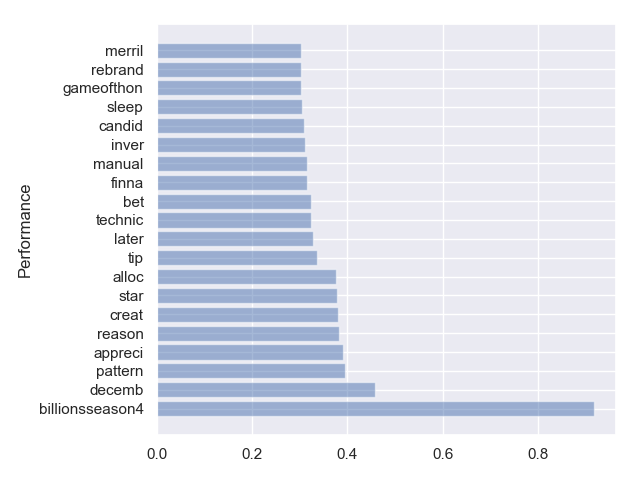 merril
rebrand
gameofthon
sleep
candid
inver
manual
finna
bet
technic
later
tip
alloc
star
creat
reason
appreci
pattern
decemb
billionsseason4
Performance
0.0 0.2 0.4 0.6 0.8